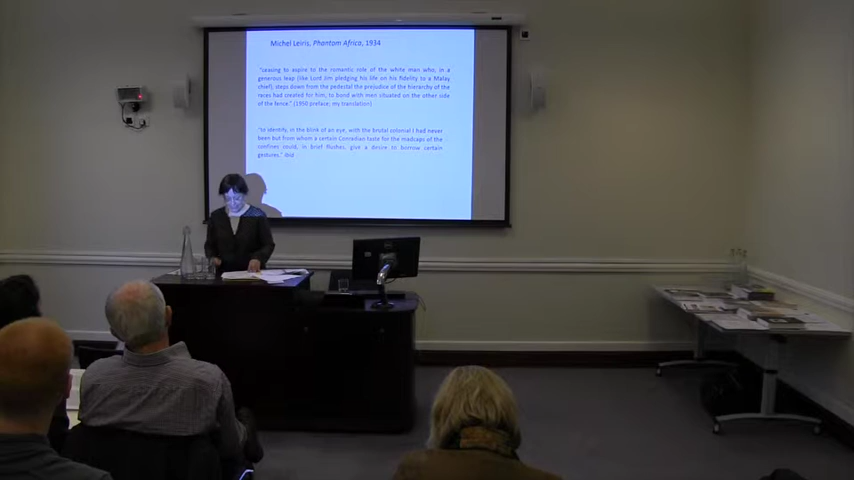 Michel Leiris, Phantom Africa, 1934
"Ceasing to aspire to the romantic role of the white man who, in a
generous leap (like Lord Jim pledging his life on his fidelity to a Malay
chief), steps down from the pedestal the prejudice of the hierarchy of the
races had created for him, to bond with men situated on the other side
of the fence." (1950 preface; my translation)
"to identify, in the blink of an eye, with the brutal colonial I had never
been but from whom a certain Conradian taste for the madcaps of the
confines could, in brief flushes, give a desire to borrow certain
gestures." ibid